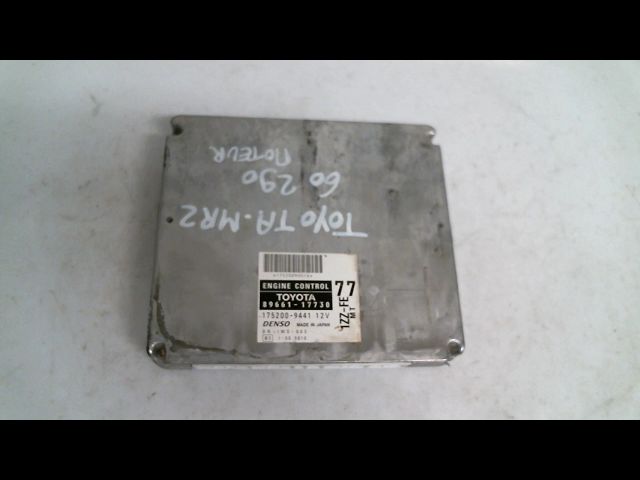 MOTEUR
60 290
TOYOTA-MR2
ENGINE CONTROL
TOYOTA
89661-17730
175200-9441 12V
DENSO MADE IN JAPAN
77
1ZZ-FE
MT